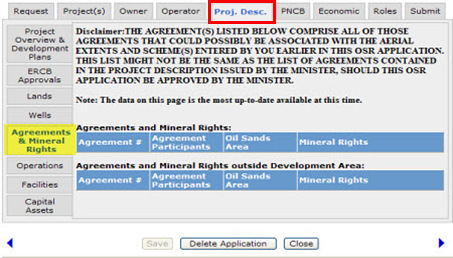 Request Project(s) Owner Operator Proj. Desc. PNCB Economic Roles Submit
Project
Overview &
Development
Plans
ERCB
Approvals
Lands
Wells
Agreements
& Mineral
Rights
Operations
Facilities
Capital
Assets
Disclaimer:THE AGREEMENT(S) LISTED BELOW COMPRISE ALL OF THOSE
AGREEMENTS THAT COULD POSSIBLY BE ASSOCIATED WITH THE AERIAL
EXTENTS AND SCHEME(S) ENTERED BY YOU EARLIER IN THIS OSR APPLICATION.
THIS LIST MIGHT NOT BE THE SAME AS THE LIST OF AGREEMENTS CONTAINED
IN THE PROJECT DESCRIPTION ISSUED BY THE MINISTER, SHOULD THIS OSR
APPLICATION BE APPROVED BY THE MINISTER.
Note: The data on this page is the most up-to-date available at this time.
Agreements and Mineral Rights:
Agreement # Agreement Participants Oil Sands Area Mineral Rights
Agreements and Mineral Rights outside Development Area:
Agreement # Agreement Participants Oil Sands Area Mineral Rights
Save Delete Application Close